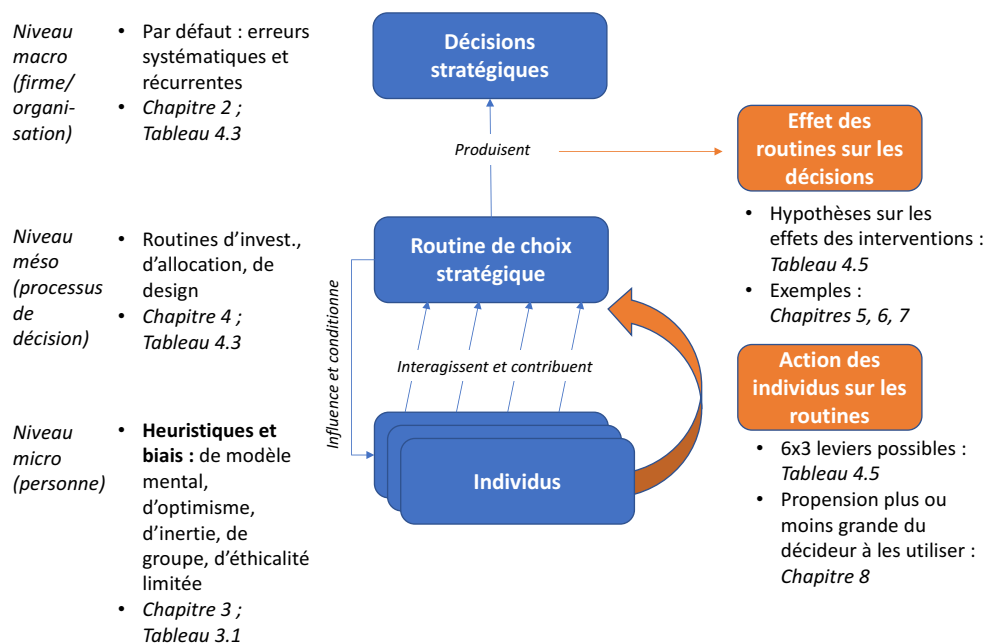 Niveau
macro
(firme/
organi-
sation)
• Par défaut : erreurs
systématiques et
récurrentes
• Chapitre 2 ;
Tableau 4.3
Décisions
stratégiques
Produisent
Effet des
routines sur les
décisions
• Hypothèses sur les
effets des interventions :
Tableau 4.5
• Exemples :
Chapitres 5, 6, 7
Niveau
méso
(processus
de
décision)
• Routines d’invest.,
d’allocation, de
design
• Chapitre 4 ;
Tableau 4.3
Routine de choix
stratégique
Influence et conditionne
Interagissent et contribuent
Action des
individus sur les
routines
• 6x3 leviers possibles :
Tableau 4.5
• Propension plus ou
moins grande du
décideur à les utiliser :
Chapitre 8
Niveau
micro
(personne)
• Heuristiques et
biais : de modèle
mental,
d’optimisme,
d’inertie, de
groupe, d’éthicalité
limitée
• Chapitre 3 ;
Tableau 3.1
Individus